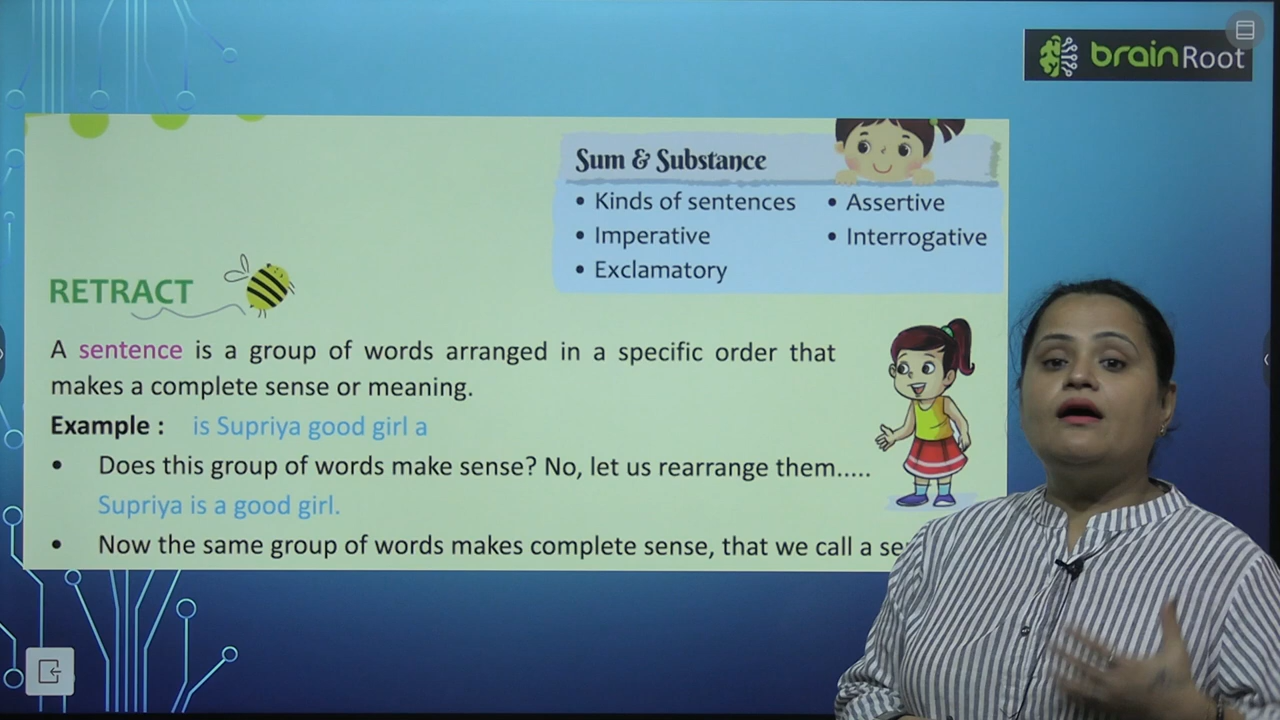 brainRoot
Sum & Substance
• Kinds of sentences • Assertive
• Imperative • Interrogative
• Exclamatory
RETRACT
A sentence is a group of words arranged in a specific order that
makes a complete sense or meaning.
Example : is Supriya good girl a
• Does this group of words make sense? No, let us rearrange them.....
Supriya is a good girl.
• Now the same group of words makes complete sense, that we call a